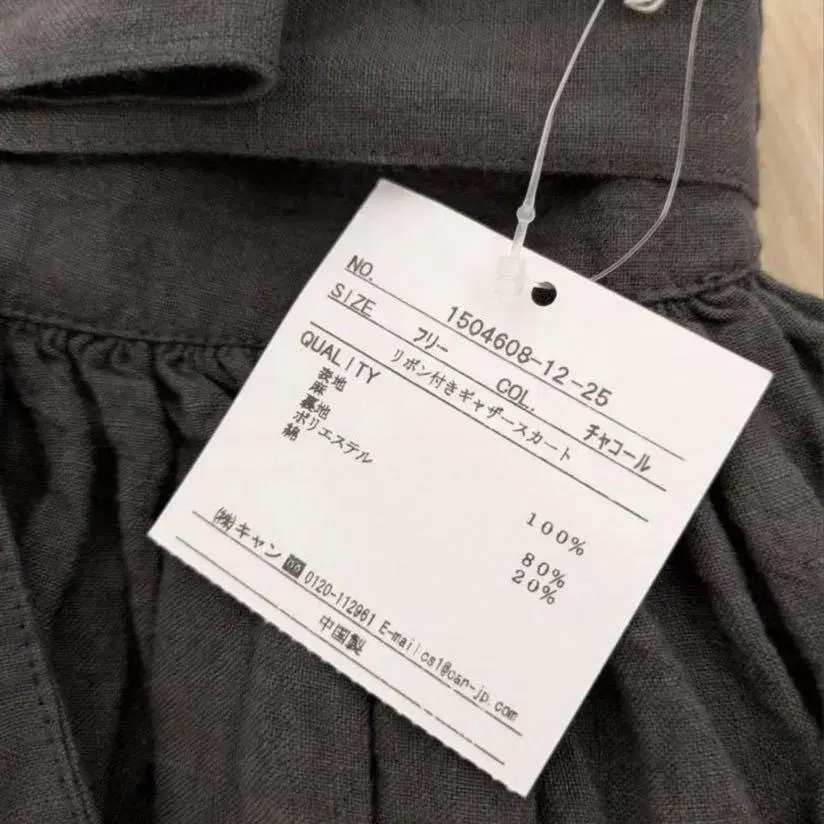 NO. 1504608-12-25
SIZE フリー COL. チャコール
リボン付きギャザースカート
QUALITY
表地
麻 100%
裏地
ポリエステル 80%
綿 20%
㈱キャン 0120-112961 E-mailcs1@can-jp.com
中国製